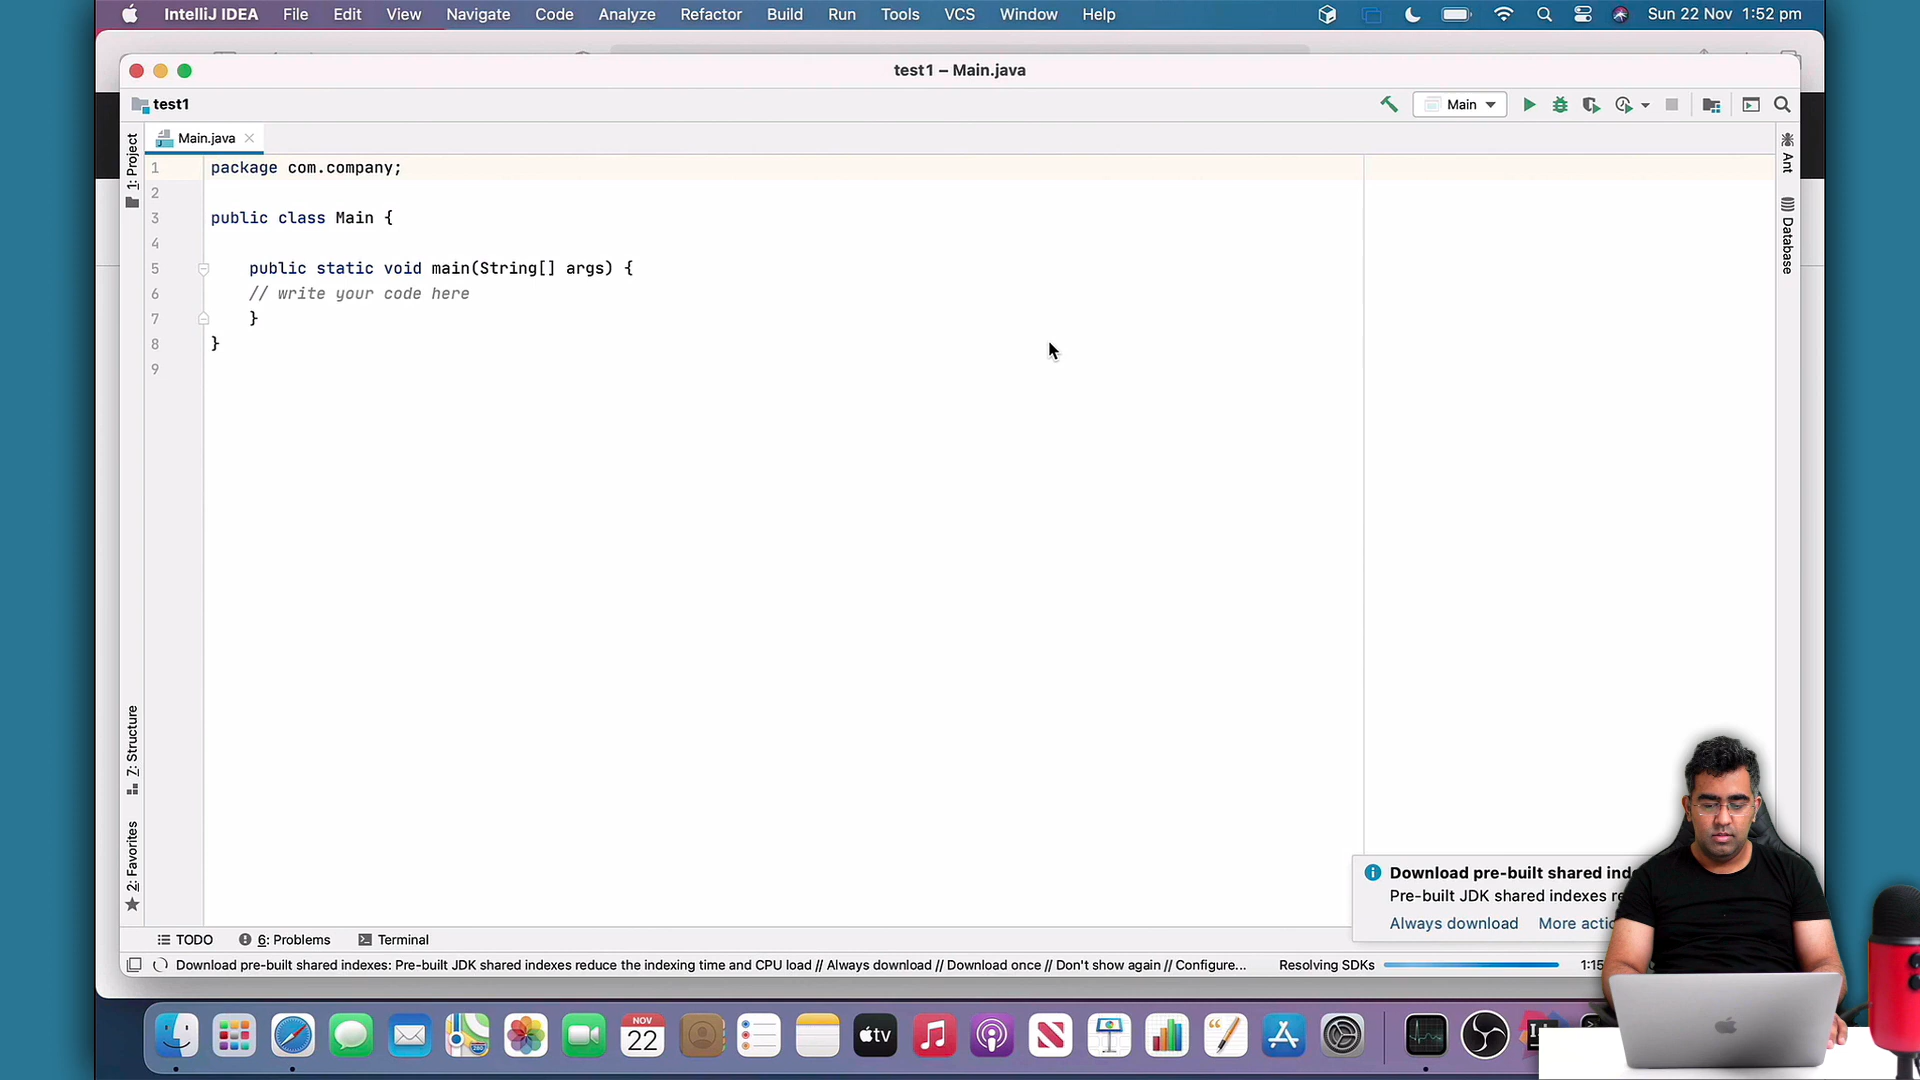 IntelliJ IDEA File Edit View Navigate Code Analyze Refactor Build Run Tools VCS Window Help Sun 22 Nov 1:52 pm
test1 – Main.java
test1 Main
Main.java
1: Project
Ant
Database
1 package com.company;
2
3 public class Main {
4
5 public static void main(String[] args) {
6 // write your code here
7 }
8 }
9
7: Structure
2: Favorites
Download pre-built shared
Pre-built JDK shared indexes
Always download More
TODO 6: Problems Terminal
Download pre-built shared indexes: Pre-built JDK shared indexes reduce the indexing time and CPU load // Always download // Download once // Don't show again // Configure... Resolving SDKs 1:15
NOV
22
tv